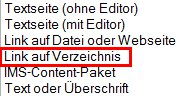 Textseite (ohne Editor)
Textseite (mit Editor)
Link auf Datei oder Webseite
Link auf Verzeichnis
IMS-Content-Paket
Text oder Überschrift